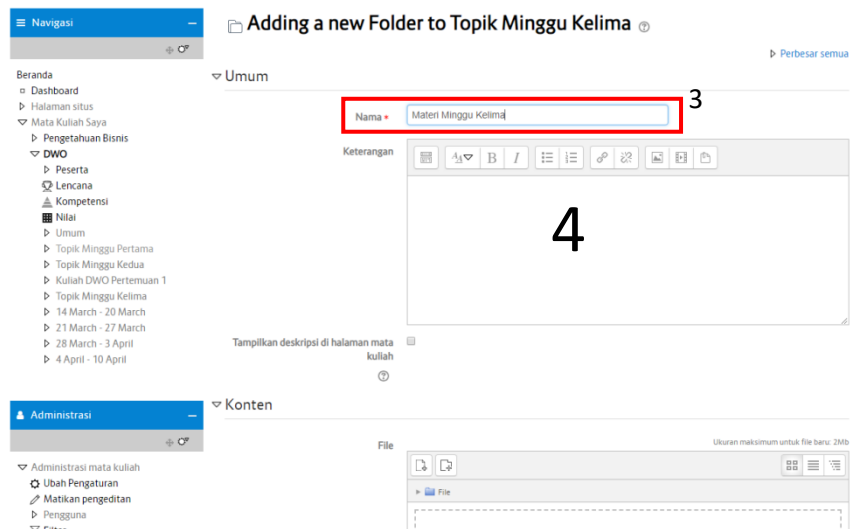 Navigasi
Beranda
Dashboard
Halaman situs
Mata Kuliah Saya
Pengetahuan Bisnis
DWO
Peserta
Lencana
Kompetensi
Nilai
Umum
Topik Minggu Pertama
Topik Minggu Kedua
Kuliah DWO Pertemuan 1
Topik Minggu Kelima
14 March - 20 March
21 March - 27 March
28 March - 3 April
4 April - 10 April
Administrasi
Administrasi mata kuliah
Ubah Pengaturan
Matikan pengeditan
Pengguna
Adding a new Folder to Topik Minggu Kelima
Perbesar semua
Umum
Nama *
Materi Minggu Kelima
3
Keterangan
B I
4
Tampilkan deskripsi di halaman mata
kuliah
Konten
File
Ukuran maksimum untuk file baru: 2Mb
File